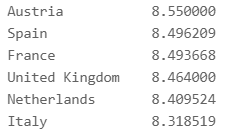 Austria 8.550000
Spain 8.496209
France 8.493668
United Kingdom 8.464000
Netherlands 8.409524
Italy 8.318519